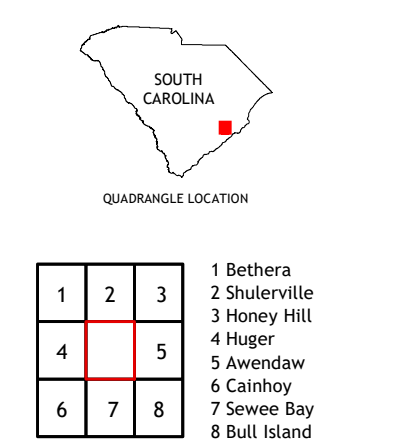 SOUTH
CAROLINA
QUADRANGLE LOCATION
1 2 3
4 5
6 7 8
1 Bethera
2 Shulerville
3 Honey Hill
4 Huger
5 Awendaw
6 Cainhoy
7 Sewee Bay
8 Bull Island